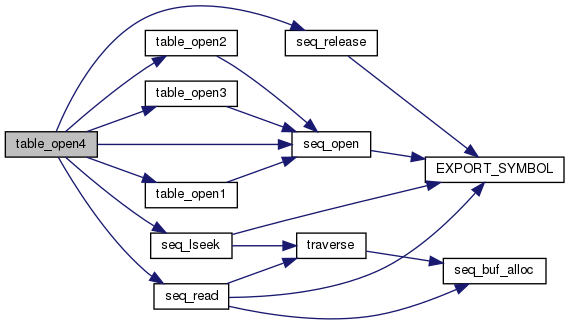 seq_release
table_open2
table_open3
table_open4
seq_open
EXPORT_SYMBOL
table_open1
seq_lseek
traverse
seq_buf_alloc
seq_read